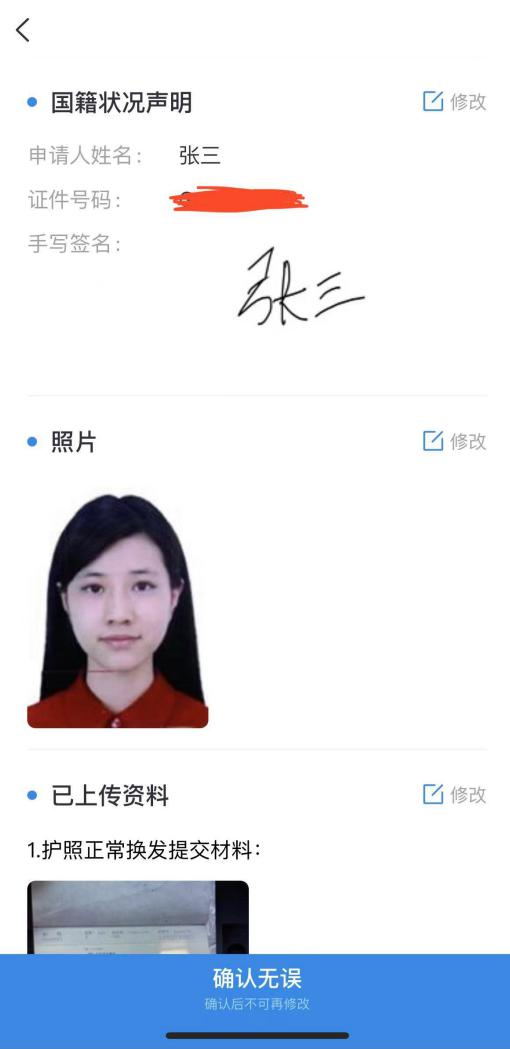 国籍状况声明
修改
申请人姓名: 张三
证件号码:
手写签名:
张三
照片
修改
已上传资料
修改
1.护照正常换发提交材料:
确认无误
确认后不可再修改